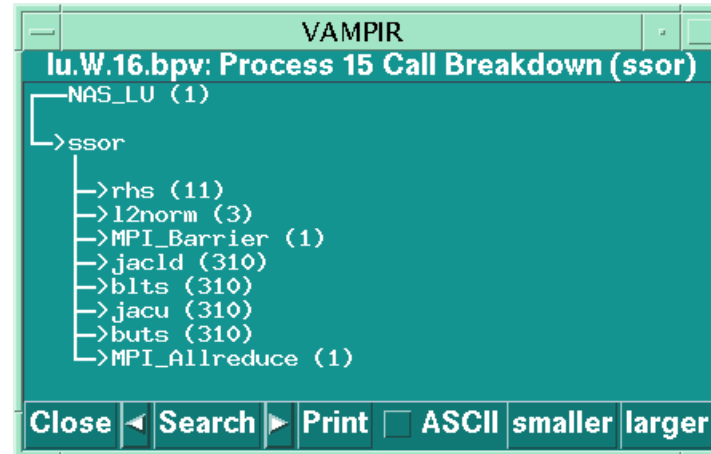 VAMPIR
lu.W.16.bpv: Process 15 Call Breakdown (ssor)
NAS_LU (1)
>ssor
>rhs (11)
>l2norm (3)
>MPI_Barrier (1)
>jacld (310)
>blts (310)
>jacu (310)
>buts (310)
>MPI_Allreduce (1)
Close Search Print ASCII smaller larger